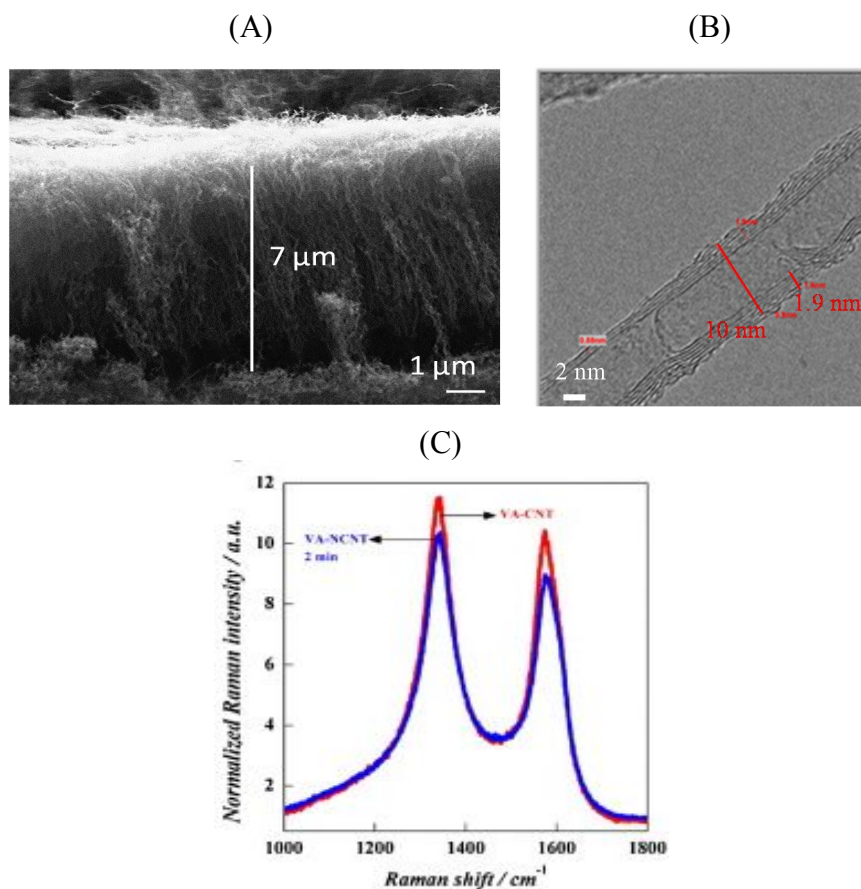 (A)
(B)
7 µm
1 µm
10 nm
1.9 nm
2 nm
(C)
Normalized Raman intensity / a.u.
12
10
8
6
4
2
VA-CNT
VA-NCNT
2 min
1000
1200
1400
1600
1800
Raman shift / cm-1